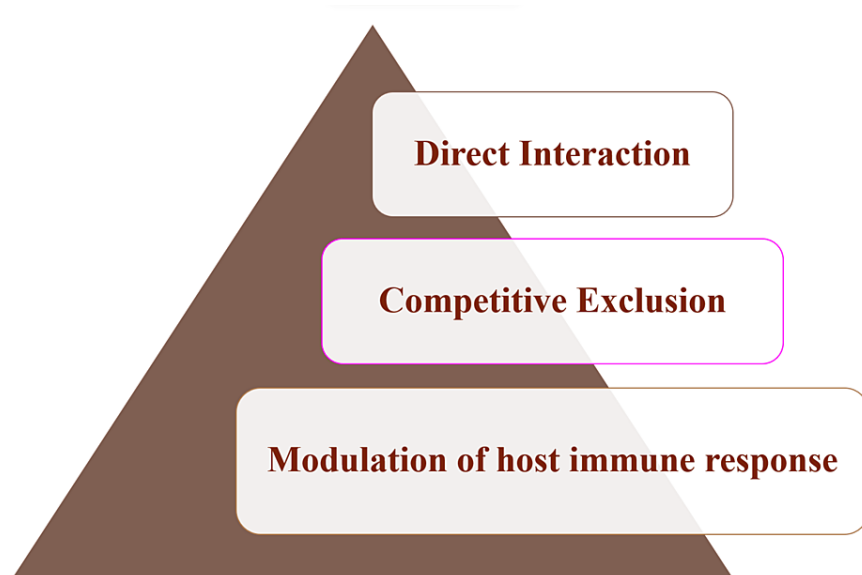 Direct Interaction
Competitive Exclusion
Modulation of host immune response